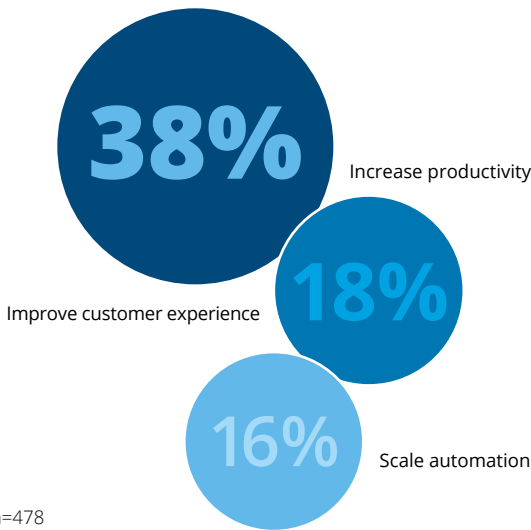 38%
Increase productivity
18%
Improve customer experience
16%
Scale automation
=478